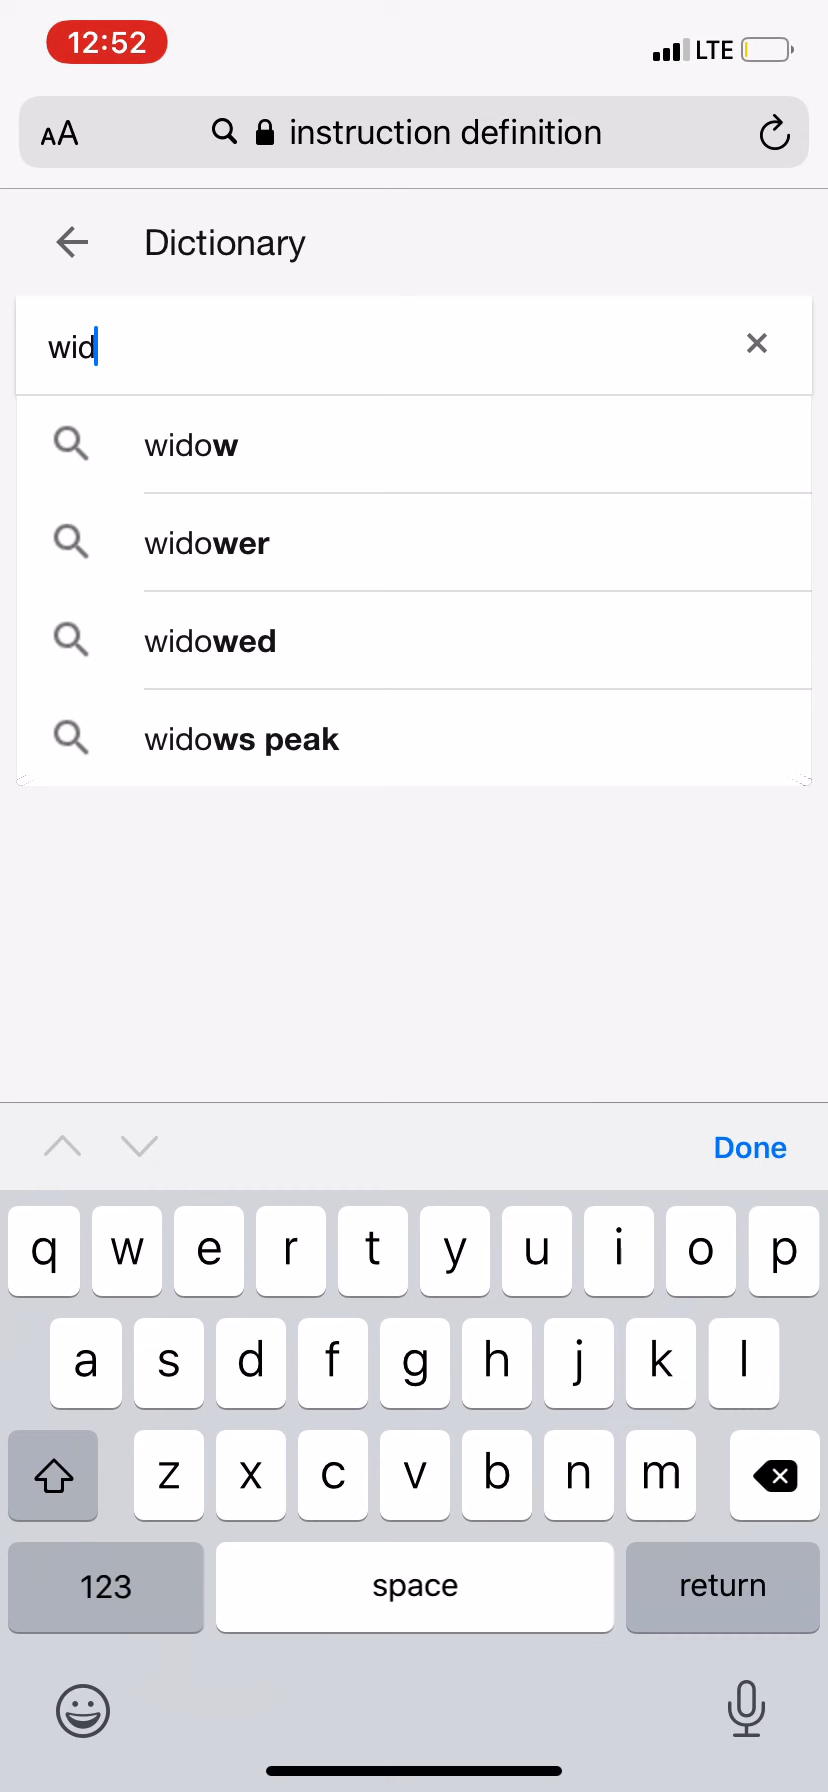 12:52 LTE
AA instruction definition
Dictionary
wid
widow
widower
widowed
widows peak
Done
q w e r t y u i o p
a s d f g h j k l
z x c v b n m
123 space return